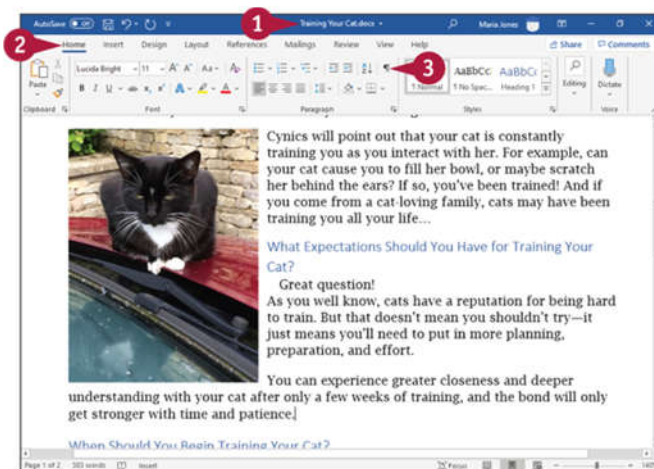 AutoSave Off Training Your Cat.docx Maria Jones
1
2
Home Insert Design Layout References Mailings Review View Help Share Comments
3
Paste Lucida Bright 11 A A Aa A AaBbCc AaBbC Editing Dictate
B I U ab x₂ x² A A ¶ Normal ¶ No Spac... Heading 1
Clipboard Font Paragraph Styles Voice
Cynics will point out that your cat is constantly
training you as you interact with her. For example, can
your cat cause you to fill her bowl, or maybe scratch
her behind the ears? If so, you've been trained! And if
you come from a cat-loving family, cats may have been
training you all your life...
What Expectations Should You Have for Training Your
Cat?
Great question!
As you well know, cats have a reputation for being hard
to train. But that doesn't mean you shouldn't try—it
just means you'll need to put in more planning,
preparation, and effort.
You can experience greater closeness and deeper
understanding with your cat after only a few weeks of training, and the bond will only
get stronger with time and patience.
When Should You Begin Training Your Cat?
Page 1 of 2 503 words Insert Focus